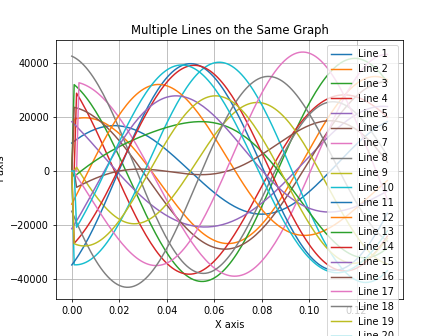 Multiple Lines on the Same Graph
40000
20000
0
−20000
−40000
0.00
0.02
0.04
0.06
0.08
0.10
X axis
Line 1
Line 2
Line 3
Line 4
Line 5
Line 6
Line 7
Line 8
Line 9
Line 10
Line 11
Line 12
Line 13
Line 14
Line 15
Line 16
Line 17
Line 18
Line 19
Line 20